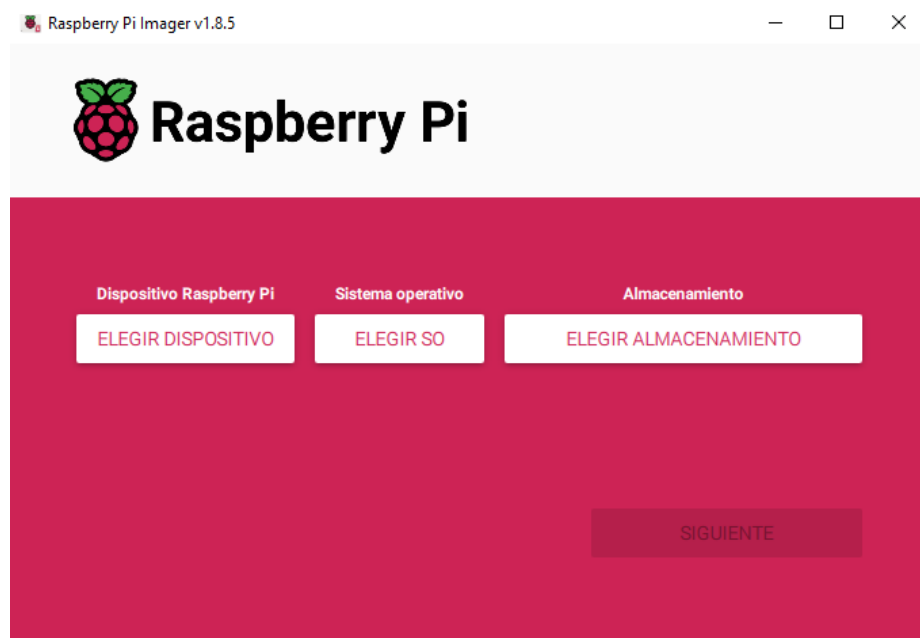 Raspberry Pi Imager v1.8.5
Raspberry Pi
Dispositivo Raspberry Pi
Sistema operativo
Almacenamiento
ELEGIR DISPOSITIVO
ELEGIR SO
ELEGIR ALMACENAMIENTO
SIGUIENTE